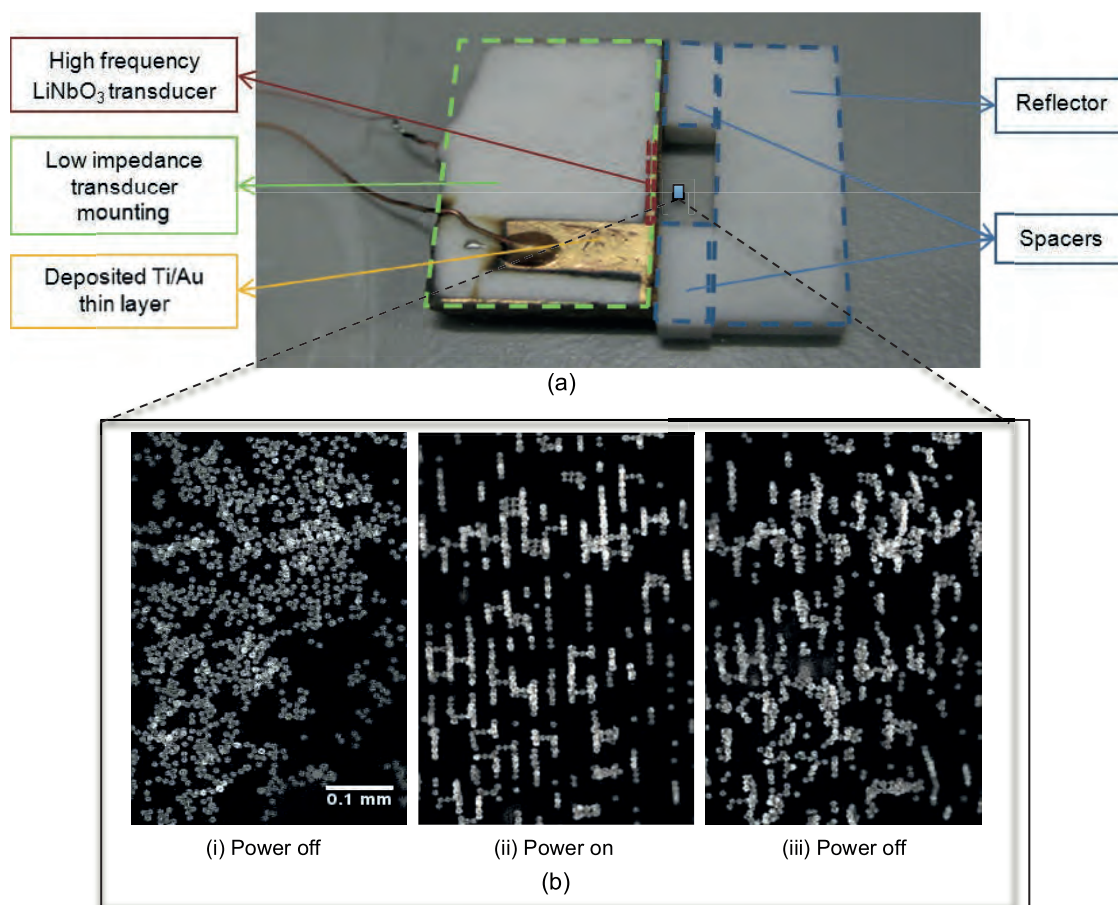 High frequency
LiNbO₃ transducer
Low impedance
transducer
mounting
Deposited Ti/Au
thin layer
Reflector
Spacers
(a)
0.1 mm
(i) Power off
(ii) Power on
(iii) Power off
(b)